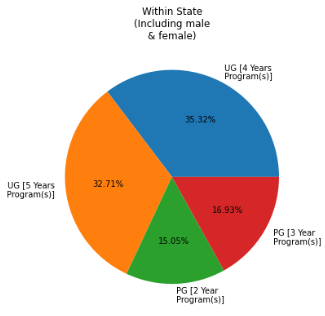 Within State
(Including male
& female)
UG [4 Years
Program(s)]
35.32%
UG [5 Years
Program(s)]
32.71%
PG [2 Year
Program(s)]
15.05%
PG [3 Year
Program(s)]
16.93%